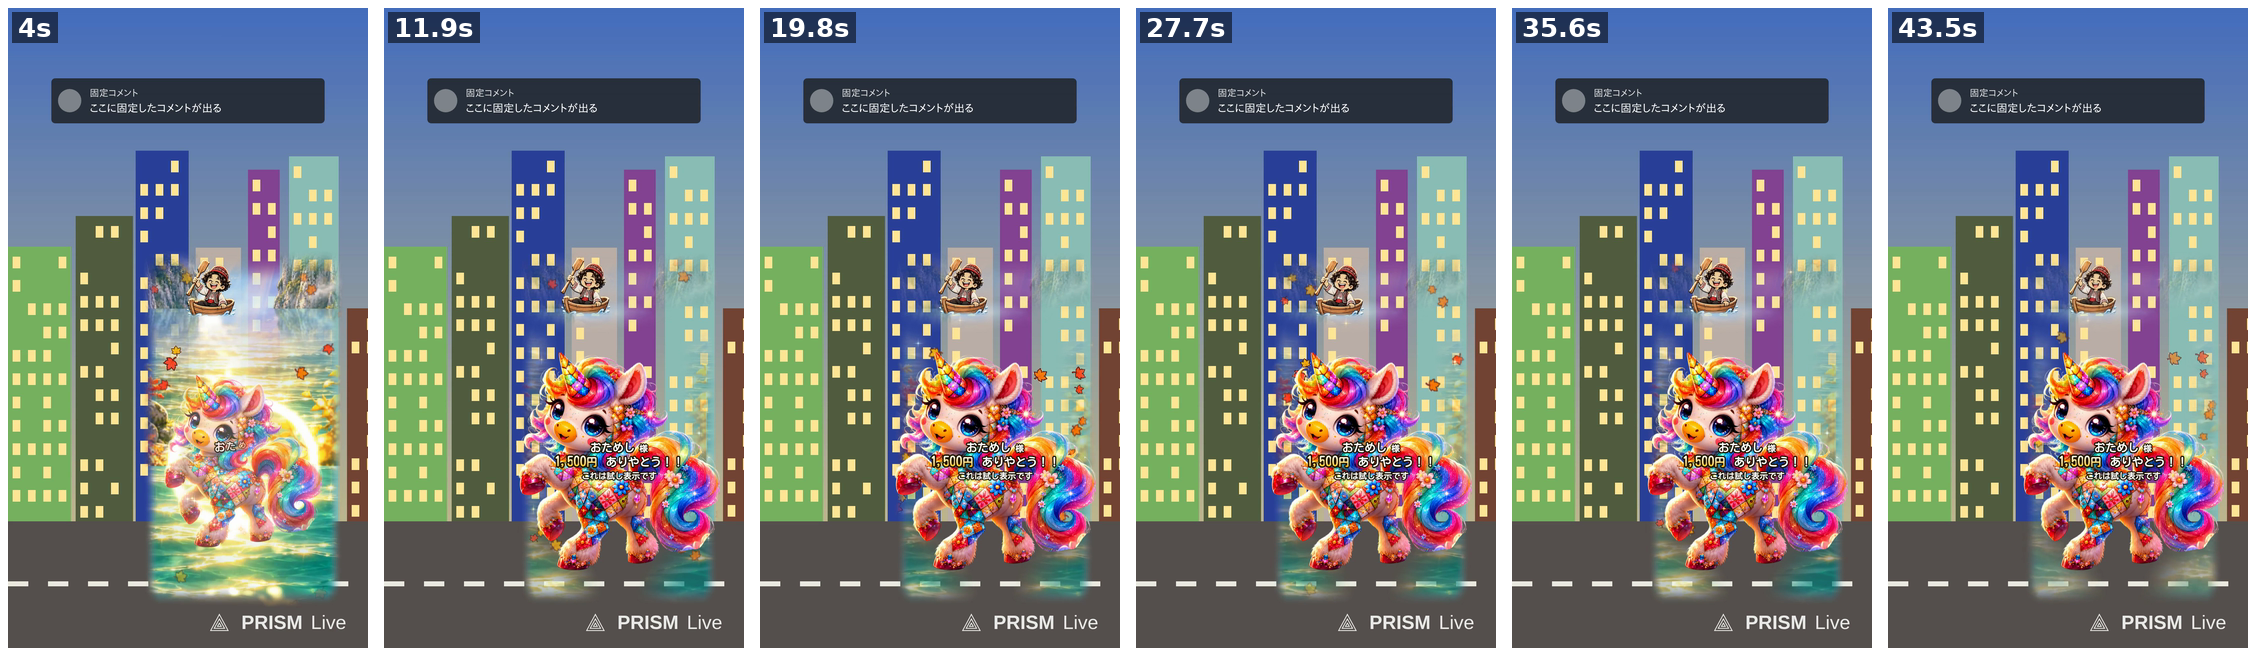 4s
固定コメント
ここに固定したコメントが出る
おため
PRISM Live
11.9s
固定コメント
ここに固定したコメントが出る
おためし 様
1,500円 ありやとう！！
これは試し表示です
PRISM Live
19.8s
固定コメント
ここに固定したコメントが出る
おためし 様
1,500円 ありやとう！！
これは試し表示です
PRISM Live
27.7s
固定コメント
ここに固定したコメントが出る
おためし 様
1,500円 ありやとう！！
これは試し表示です
PRISM Live
35.6s
固定コメント
ここに固定したコメントが出る
おためし 様
1,500円 ありやとう！！
これは試し表示です
PRISM Live
43.5s
固定コメント
ここに固定したコメントが出る
おためし 様
1,500円 ありやとう！！
これは試し表示です
PRISM Live